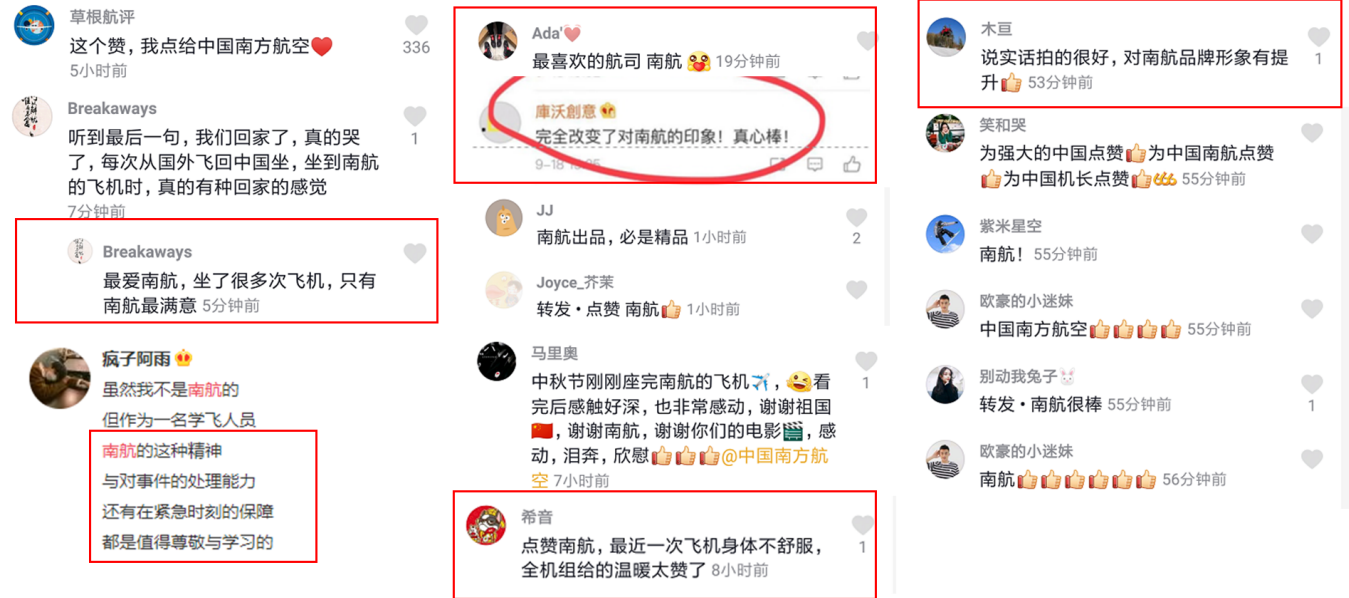 草根航评
这个赞，我点给中国南方航空❤️
336
5小时前
Breakaways
听到最后一句，我们回家了，真的哭
了，每次从国外飞回中国坐，坐到南航
的飞机时，真的有种回家的感觉
1
7分钟前
Breakaways
最爱南航，坐了很多次飞机，只有
南航最满意 5分钟前
疯子阿雨
虽然我不是南航的
但作为一名学飞人员
南航的这种精神
与对事件的处理能力
还有在紧急时刻的保障
都是值得尊敬与学习的
Ada'💓
最喜欢的航司 南航 🥰 19分钟前
庫沃創意
完全改变了对南航的印象！真心棒！
9-18
JJ
南航出品，必是精品 1小时前
2
Joyce_芥茉
转发·点赞 南航👍 1小时前
马里奥
中秋节刚刚座完南航的飞机✈️，😜看
1
完后感触好深，也非常感动，谢谢祖国
🇨🇳，谢谢南航，谢谢你们的电影🎬，感
动，泪奔，欣慰👍👍👍@中国南方航
空 7小时前
希音
点赞南航，最近一次飞机身体不舒服，
1
全机组给的温暖太赞了 8小时前
木亘
说实话拍的很好，对南航品牌形象有提
1
升👍 53分钟前
笑和哭
为强大的中国点赞👍为中国南航点赞
👍为中国机长点赞👍666 55分钟前
紫米星空
南航！ 55分钟前
欧豪的小迷妹
中国南方航空👍👍👍👍 55分钟前
别动我兔子🐰
转发·南航很棒 55分钟前
1
欧豪的小迷妹
南航👍👍👍👍👍👍 56分钟前